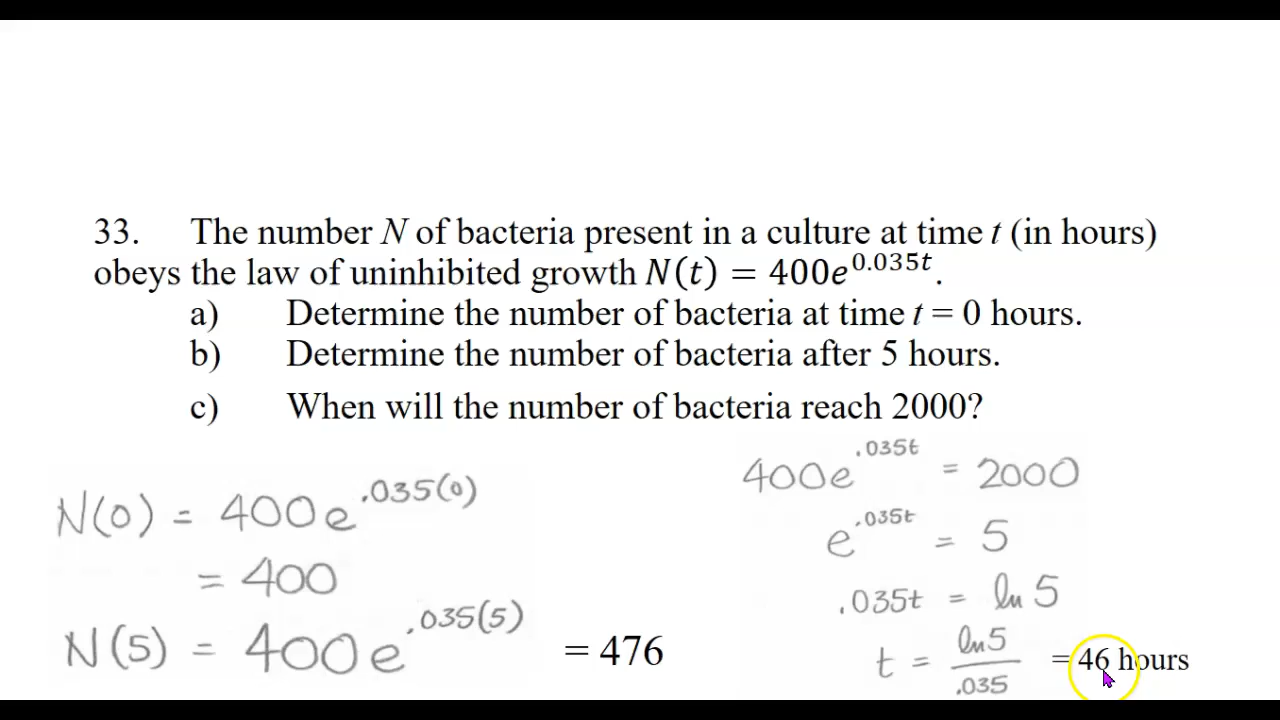 33. The number N of bacteria present in a culture at time t (in hours)
obeys the law of uninhibited growth N(t) = 400e^0.035t.
a) Determine the number of bacteria at time t = 0 hours.
b) Determine the number of bacteria after 5 hours.
c) When will the number of bacteria reach 2000?
N(0) = 400e^.035(0)
= 400
N(5) = 400e^.035(5) = 476
400e^.035t = 2000
e^.035t = 5
.035t = ln 5
t = ln5/.035 = 46 hours